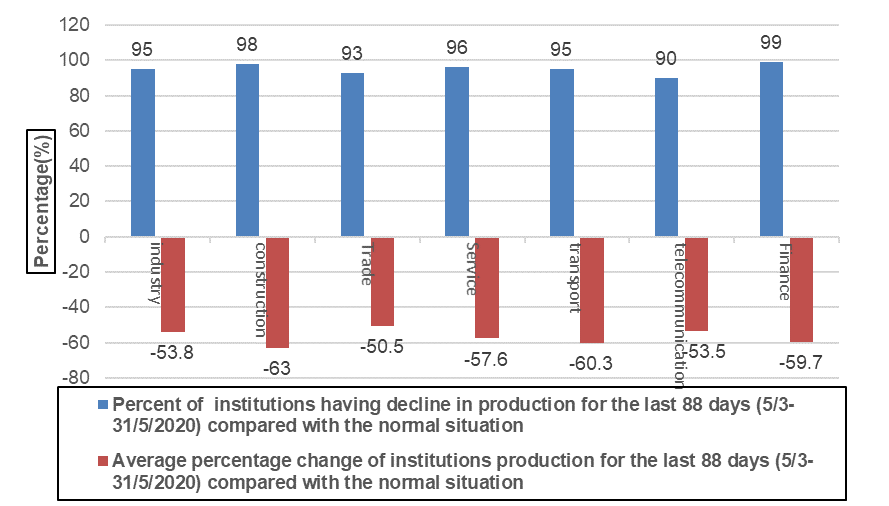 120
100
80
60
40
20
0
-20
-40
-60
-80
Percentage(%)
95
98
93
96
95
90
99
industry
construction
Trade
Service
transport
telecommunication
Finance
-53.8
-63
-50.5
-57.6
-60.3
-53.5
-59.7
Percent of institutions having decline in production for the last 88 days (5/3-
31/5/2020) compared with the normal situation
Average percentage change of institutions production for the last 88 days (5/3-
31/5/2020) compared with the normal situation